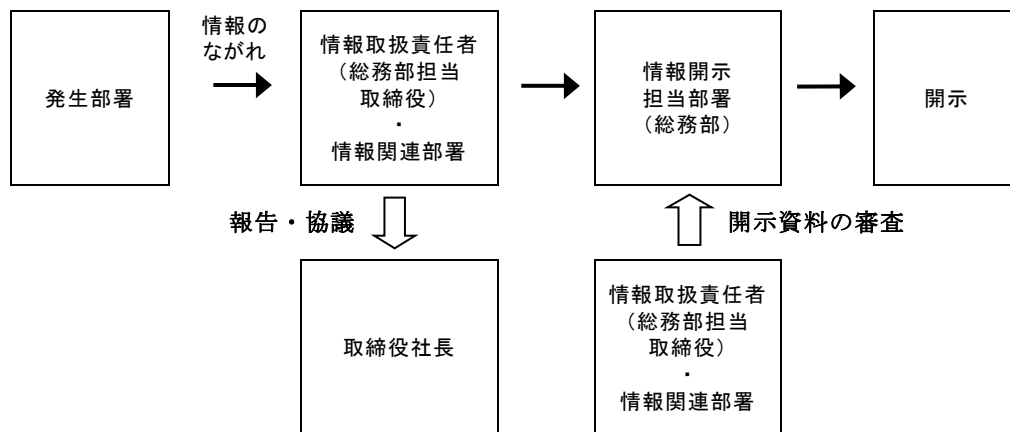 発生部署
情報の
ながれ
情報取扱責任者
（総務部担当
取締役）
・
情報関連部署
情報開示
担当部署
（総務部）
開示
報告・協議
開示資料の審査
取締役社長
情報取扱責任者
（総務部担当
取締役）
・
情報関連部署